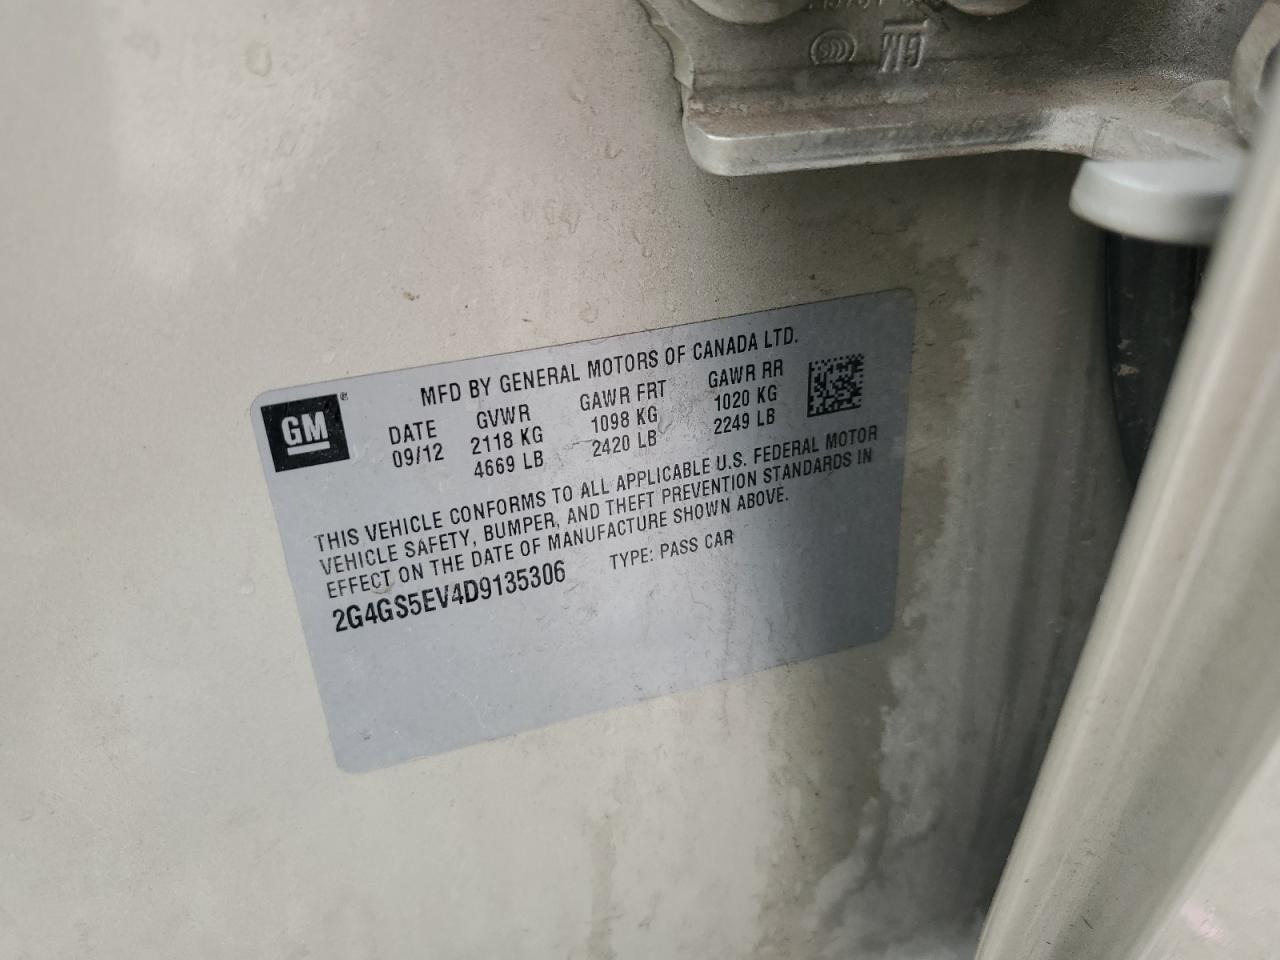 GM
MFD BY GENERAL MOTORS OF CANADA LTD.
GM®
DATE GVWR GAWR FRT GAWR RR
09/12 2118 KG 1098 KG 1020 KG
4669 LB 2420 LB 2249 LB
THIS VEHICLE CONFORMS TO ALL APPLICABLE U.S. FEDERAL MOTOR
VEHICLE SAFETY, BUMPER, AND THEFT PREVENTION STANDARDS IN
EFFECT ON THE DATE OF MANUFACTURE SHOWN ABOVE.
2G4GS5EV4D9135306 TYPE: PASS CAR